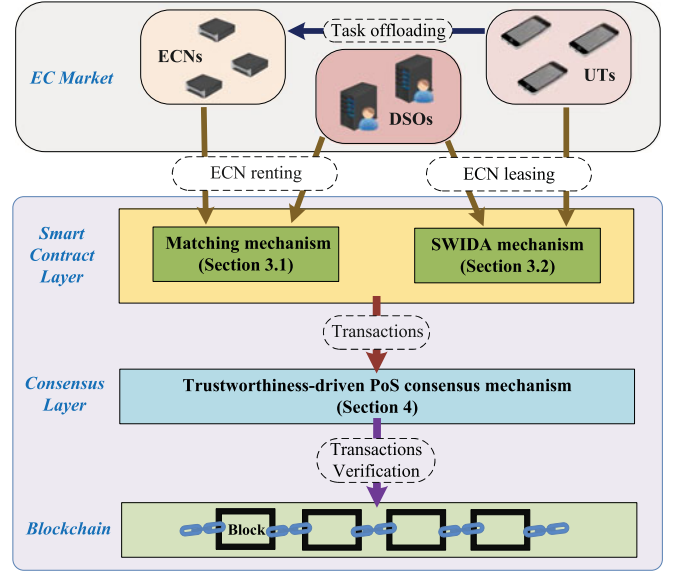 Task offloading
ECNs
UTs
EC Market
DSOs
ECN renting
ECN leasing
Smart
Contract
Layer
Matching mechanism
(Section 3.1)
SWIDA mechanism
(Section 3.2)
Transactions
Consensus
Layer
Trustworthiness-driven PoS consensus mechanism
(Section 4)
Transactions
Verification
Blockchain
Block